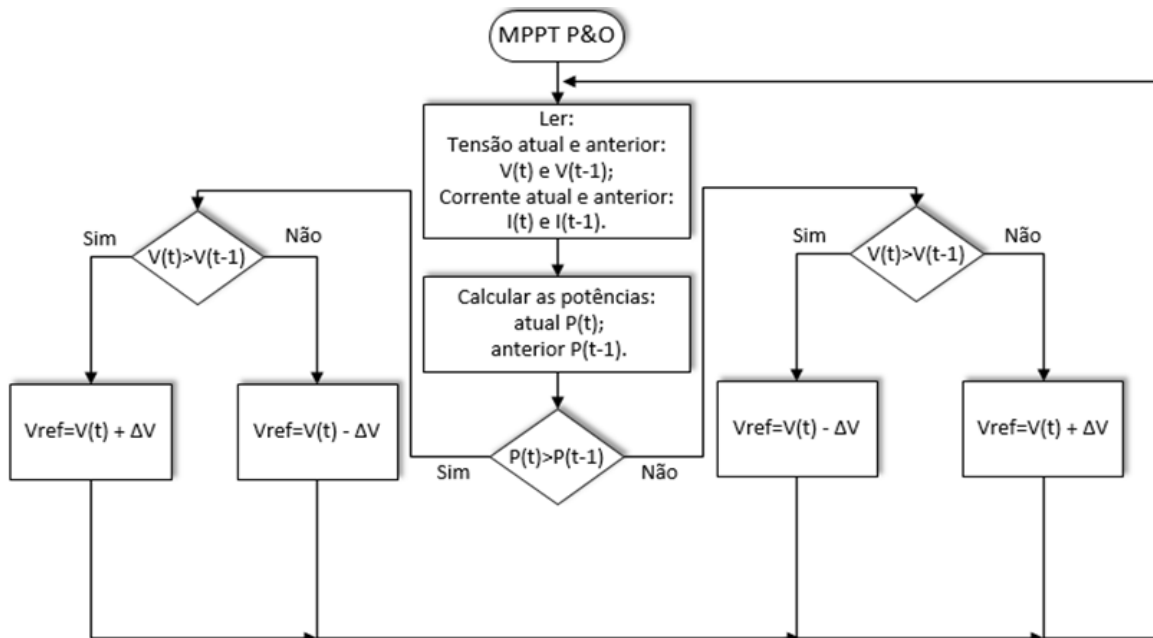 MPPT P&O
Ler:
Tensão atual e anterior:
V(t) e V(t-1);
Corrente atual e anterior:
I(t) e I(t-1).
Sim
V(t)>V(t-1)
Não
Sim
V(t)>V(t-1)
Não
Calcular as potências:
atual P(t);
anterior P(t-1).
Vref=V(t) + ΔV
Vref=V(t) - ΔV
Sim
P(t)>P(t-1)
Não
Vref=V(t) - ΔV
Vref=V(t) + ΔV